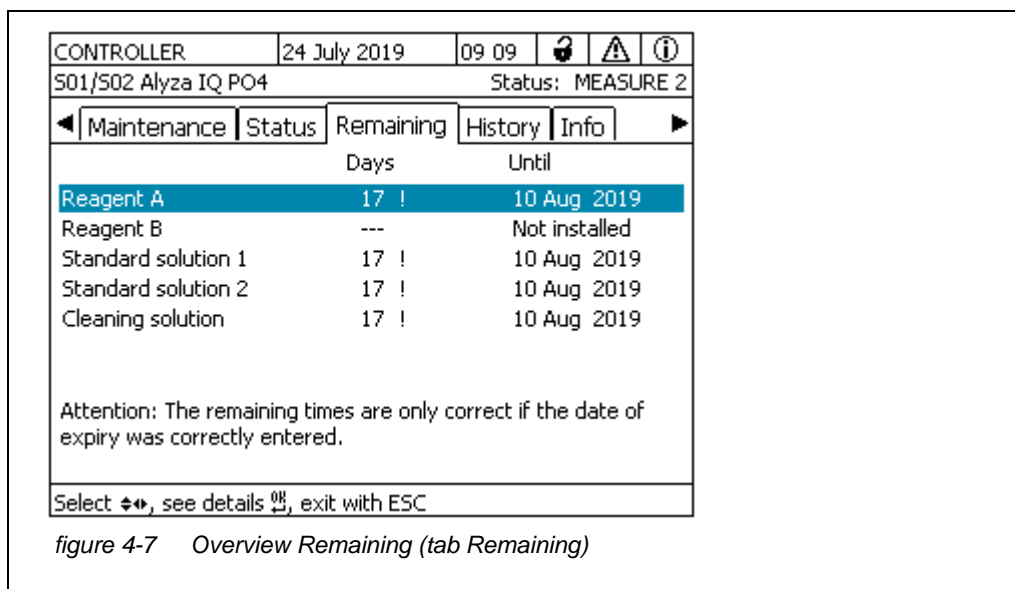 CONTROLLER 24 July 2019 09 09
S01/S02 Alyza IQ PO4 Status: MEASURE 2
Maintenance Status Remaining History Info
Days Until
Reagent A 17 ! 10 Aug 2019
Reagent B --- Not installed
Standard solution 1 17 ! 10 Aug 2019
Standard solution 2 17 ! 10 Aug 2019
Cleaning solution 17 ! 10 Aug 2019
Attention: The remaining times are only correct if the date of
expiry was correctly entered.
Select , see details OK, exit with ESC
figure 4-7 Overview Remaining (tab Remaining)